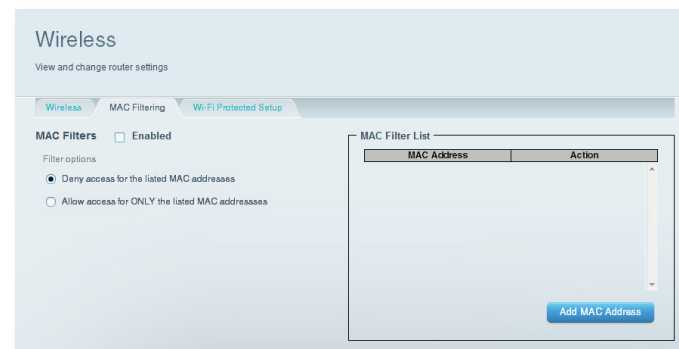 Wireless
View and change router settings
Wireless MAC Filtering Wi-Fi Protected Setup
MAC Filters Enabled
Filter options
Deny access for the listed MAC addresses
Allow access for ONLY the listed MAC addressses
MAC Filter List
MAC Address Action
Add MAC Address